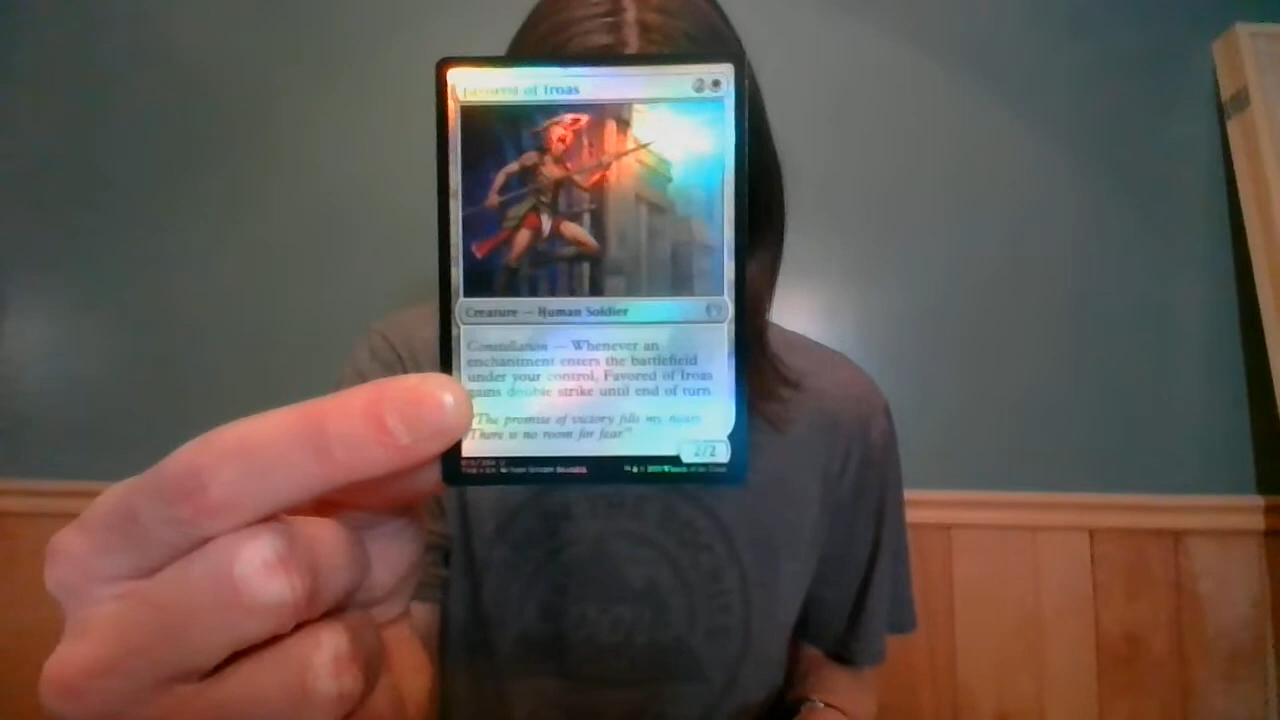 Favored of Iroas 2
Creature — Human Soldier
Constellation — Whenever an
enchantment enters the battlefield
under your control, Favored of Iroas
gains double strike until end of turn
"The promise of victory fills my heart.
There is no room for fear."
2/2